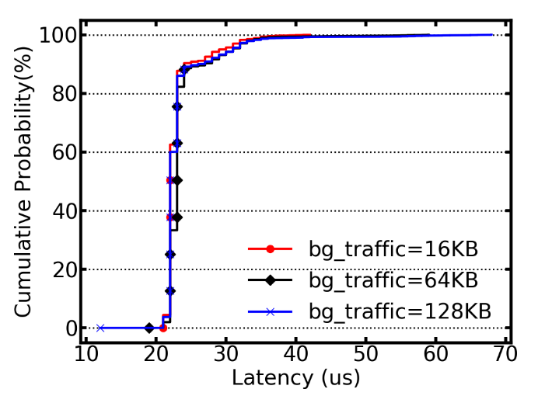 Cumulative Probability(%)
100
80
60
40
20
0
bg_traffic=16KB
bg_traffic=64KB
bg_traffic=128KB
10 20 30 40 50 60 70
Latency (us)